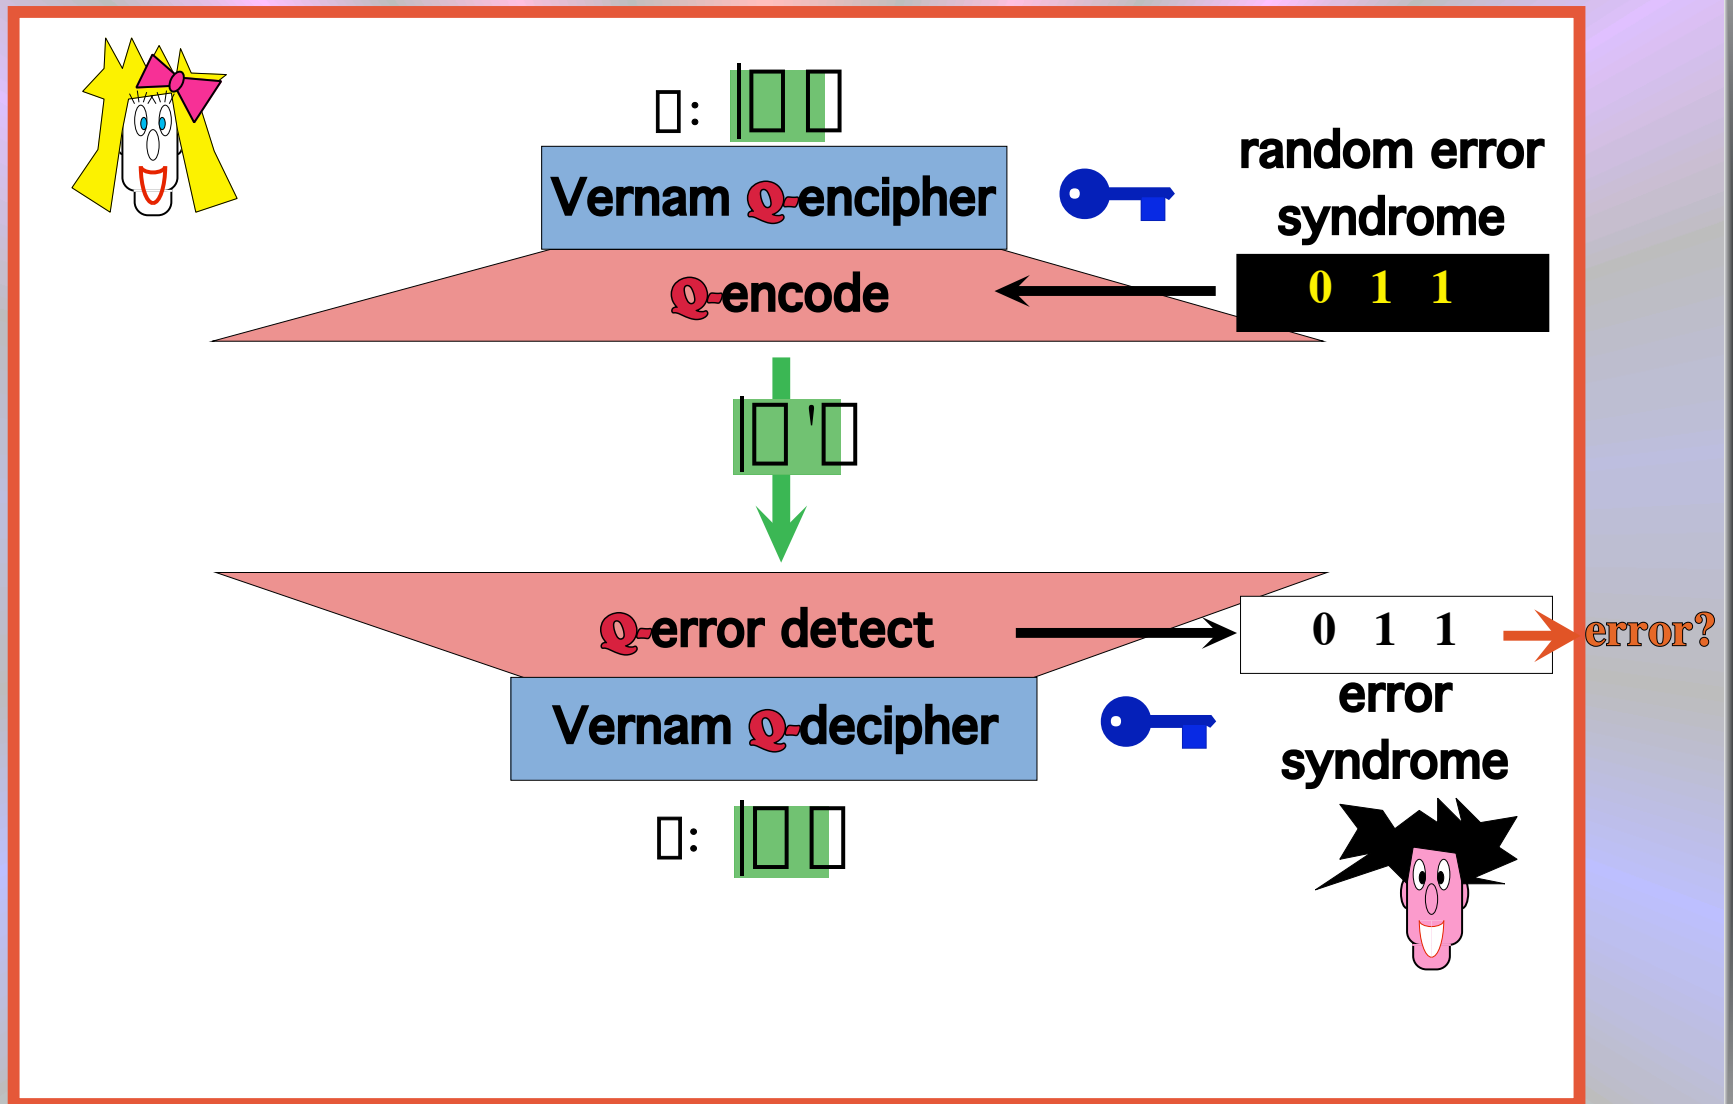 ▯: |▯ ▯
Vernam Q-encipher
random error
syndrome
Q-encode
0 1 1
|▯ '▯
Q-error detect
0 1 1
error?
error
syndrome
Vernam Q-decipher
▯: |▯ ▯